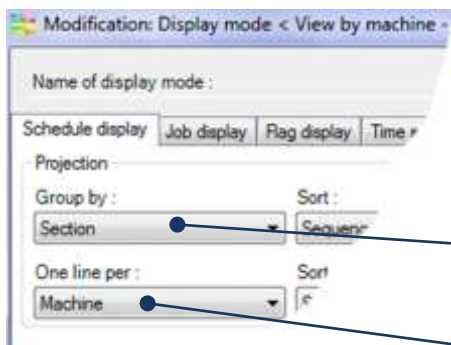 Modification: Display mode < View by machine -
Name of display mode :
Schedule display Job display Flag display Time
Projection
Group by : Sort :
Section
One line per : Sort
Machine